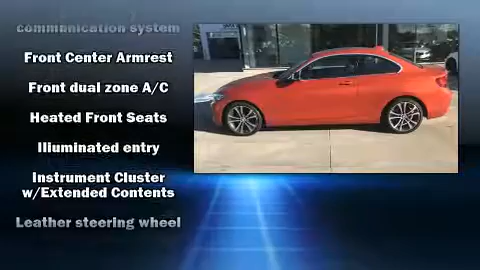 communication system
Front Center Armrest
Front dual zone A/C
Heated Front Seats
Illuminated entry
Instrument Cluster
w/Extended Contents
Leather steering wheel